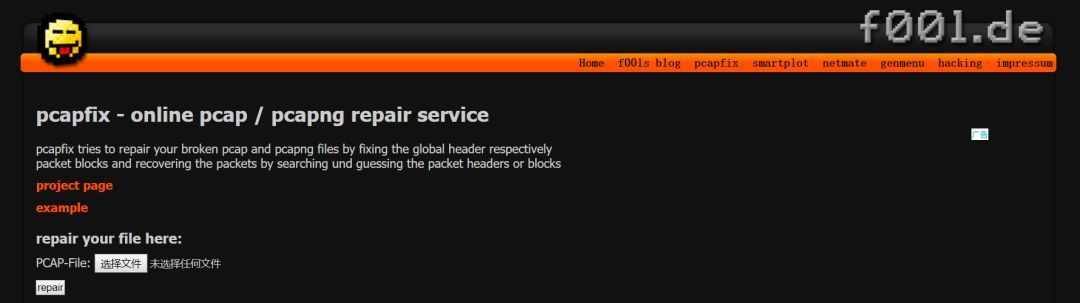 f00l.de
Home f00ls blog pcapfix smartplot netmate genmenu hacking impressum
pcapfix - online pcap / pcapng repair service
广告
pcapfix tries to repair your broken pcap and pcapng files by fixing the global header respectively
packet blocks and recovering the packets by searching und guessing the packet headers or blocks
project page
example
repair your file here:
PCAP-File: 选择文件 未选择任何文件
repair